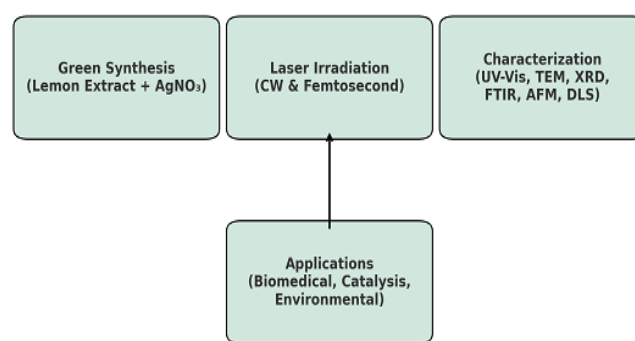 Green Synthesis
(Lemon Extract + AgNO₃)
Laser Irradiation
(CW & Femtosecond)
Characterization
(UV-Vis, TEM, XRD,
FTIR, AFM, DLS)
Applications
(Biomedical, Catalysis,
Environmental)